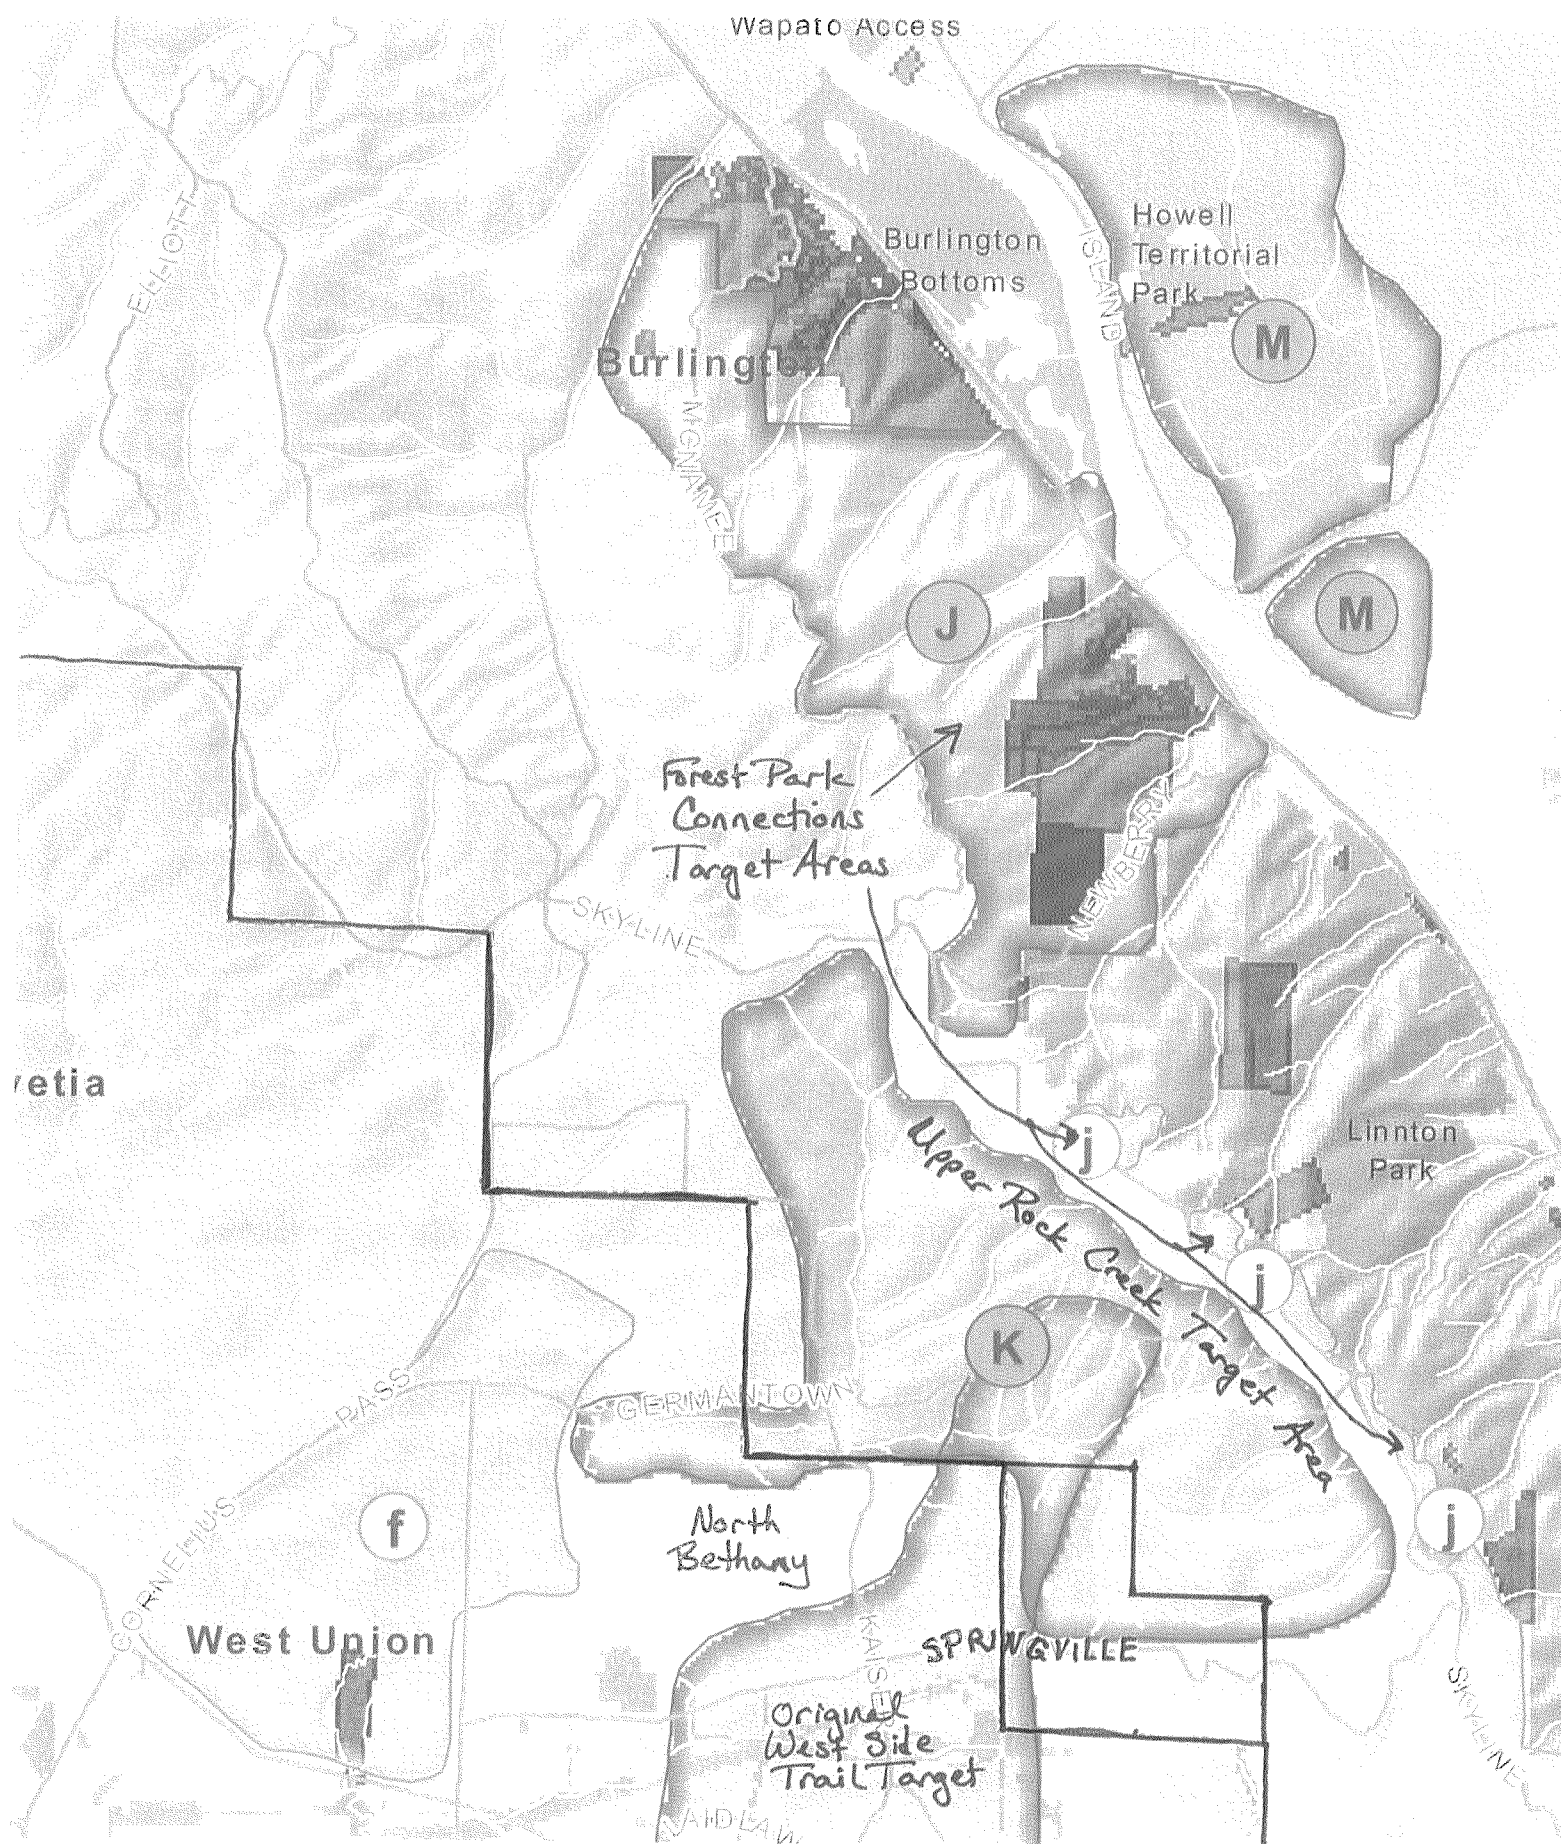 Wapato Access
Howell
Territorial
Park
Burlington
Bottoms
ISLAND
ELLIOTT
M
Burlington
MCNAMEE
J
M
Forest Park
Connections
Target Areas
NEWBERRY
SKYLINE
vetia
Linnton
Park
j
Upper Rock Creek Target Area
j
K
GERMANTOWN
PASS
CORNELIUS
f
North
Bethany
j
West Union
KAISER
SPRINGVILLE
SKYLINE
Original
West Side
Trail Target
LAIDLAW